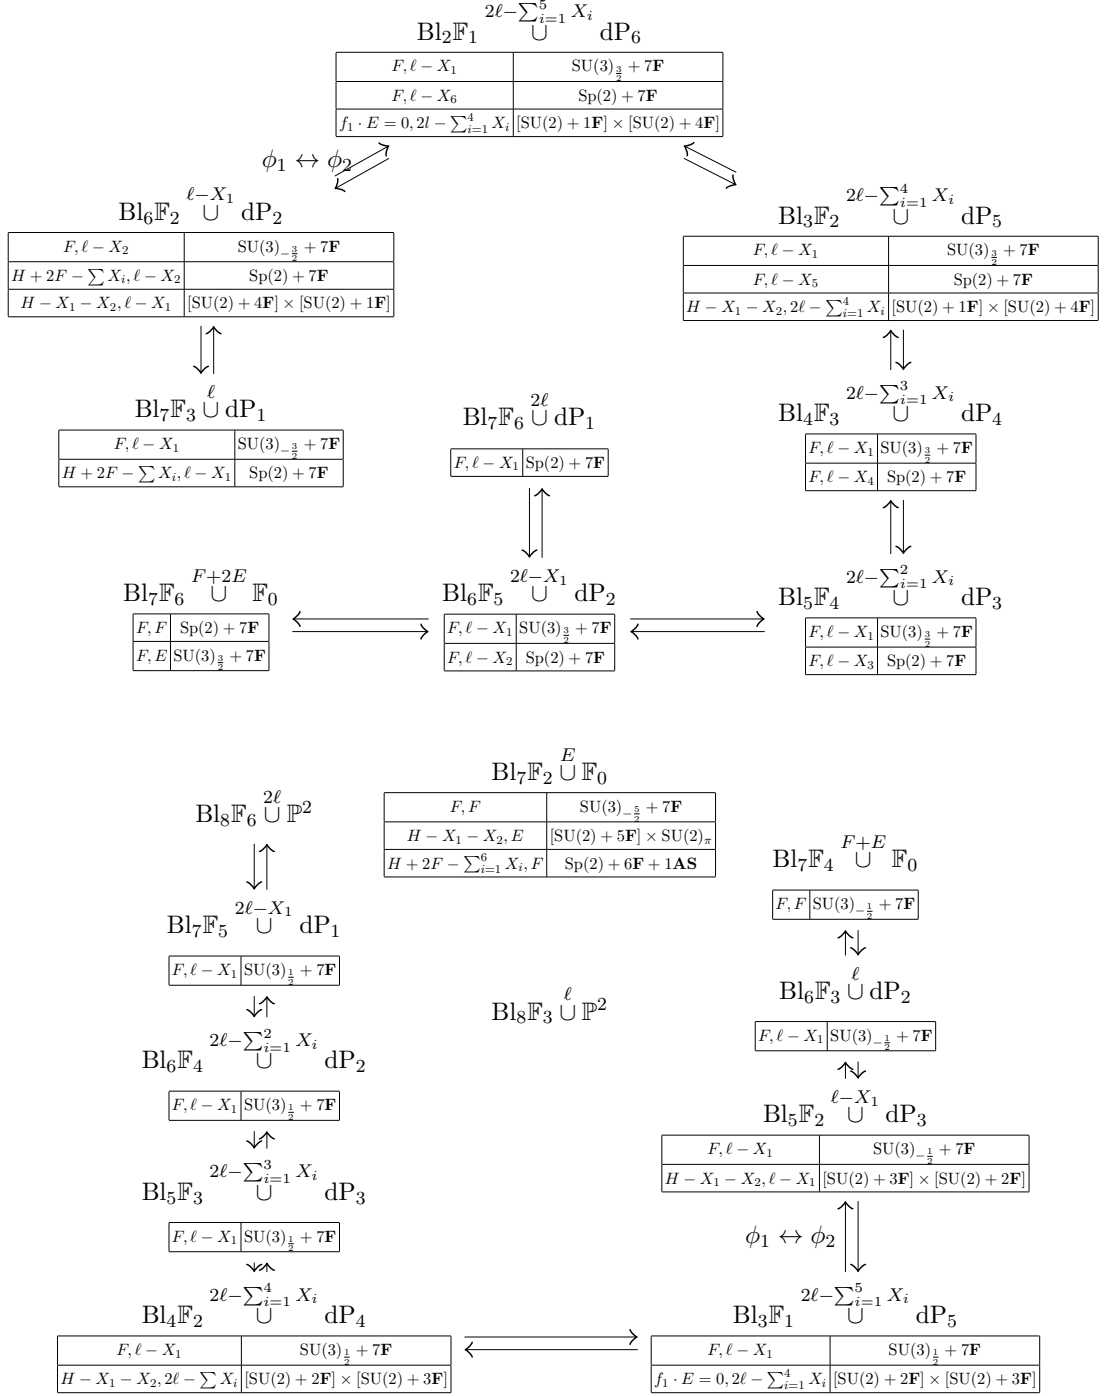 Bl₂𝔽₁ ∪^{2ℓ−∑_{i=1}^{5} X_i} dP₆
F, ℓ − X₁ | SU(3)_{3/2} + 7F
F, ℓ − X₆ | Sp(2) + 7F
f₁ · E = 0, 2l − ∑_{i=1}^{4} X_i | [SU(2) + 1F] × [SU(2) + 4F]
ϕ₁ ↔ ϕ₂
Bl₆𝔽₂ ∪^{ℓ−X₁} dP₂
F, ℓ − X₂ | SU(3)_{−3/2} + 7F
H + 2F − ∑ X_i, ℓ − X₂ | Sp(2) + 7F
H − X₁ − X₂, ℓ − X₁ | [SU(2) + 4F] × [SU(2) + 1F]
Bl₃𝔽₂ ∪^{2ℓ−∑_{i=1}^{4} X_i} dP₅
F, ℓ − X₁ | SU(3)_{3/2} + 7F
F, ℓ − X₅ | Sp(2) + 7F
H − X₁ − X₂, 2ℓ − ∑_{i=1}^{4} X_i | [SU(2) + 1F] × [SU(2) + 4F]
Bl₇𝔽₃ ∪^{ℓ} dP₁
F, ℓ − X₁ | SU(3)_{−3/2} + 7F
H + 2F − ∑ X_i, ℓ − X₁ | Sp(2) + 7F
Bl₇𝔽₆ ∪^{2ℓ} dP₁
F, ℓ − X₁ | Sp(2) + 7F
Bl₄𝔽₃ ∪^{2ℓ−∑_{i=1}^{3} X_i} dP₄
F, ℓ − X₁ | SU(3)_{3/2} + 7F
F, ℓ − X₄ | Sp(2) + 7F
Bl₇𝔽₆ ∪^{F+2E} 𝔽₀
F, F | Sp(2) + 7F
F, E | SU(3)_{3/2} + 7F
Bl₆𝔽₅ ∪^{2ℓ−X₁} dP₂
F, ℓ − X₁ | SU(3)_{3/2} + 7F
F, ℓ − X₂ | Sp(2) + 7F
Bl₅𝔽₄ ∪^{2ℓ−∑_{i=1}^{2} X_i} dP₃
F, ℓ − X₁ | SU(3)_{3/2} + 7F
F, ℓ − X₃ | Sp(2) + 7F
Bl₇𝔽₂ ∪^{E} 𝔽₀
F, F | SU(3)_{−5/2} + 7F
H − X₁ − X₂, E | [SU(2) + 5F] × SU(2)_π
H + 2F − ∑_{i=1}^{6} X_i, F | Sp(2) + 6F + 1AS
Bl₈𝔽₆ ∪^{2ℓ} ℙ²
Bl₇𝔽₄ ∪^{F+E} 𝔽₀
F, F | SU(3)_{−1/2} + 7F
Bl₇𝔽₅ ∪^{2ℓ−X₁} dP₁
F, ℓ − X₁ | SU(3)_{1/2} + 7F
Bl₈𝔽₃ ∪^{ℓ} ℙ²
Bl₆𝔽₃ ∪^{ℓ} dP₂
F, ℓ − X₁ | SU(3)_{−1/2} + 7F
Bl₆𝔽₄ ∪^{2ℓ−∑_{i=1}^{2} X_i} dP₂
F, ℓ − X₁ | SU(3)_{1/2} + 7F
Bl₅𝔽₂ ∪^{ℓ−X₁} dP₃
F, ℓ − X₁ | SU(3)_{−1/2} + 7F
H − X₁ − X₂, ℓ − X₁ | [SU(2) + 3F] × [SU(2) + 2F]
Bl₅𝔽₃ ∪^{2ℓ−∑_{i=1}^{3} X_i} dP₃
F, ℓ − X₁ | SU(3)_{1/2} + 7F
ϕ₁ ↔ ϕ₂
Bl₄𝔽₂ ∪^{2ℓ−∑_{i=1}^{4} X_i} dP₄
F, ℓ − X₁ | SU(3)_{1/2} + 7F
H − X₁ − X₂, 2ℓ − ∑ X_i | [SU(2) + 2F] × [SU(2) + 3F]
Bl₃𝔽₁ ∪^{2ℓ−∑_{i=1}^{5} X_i} dP₅
F, ℓ − X₁ | SU(3)_{1/2} + 7F
f₁ · E = 0, 2ℓ − ∑_{i=1}^{4} X_i | [SU(2) + 2F] × [SU(2) + 3F]